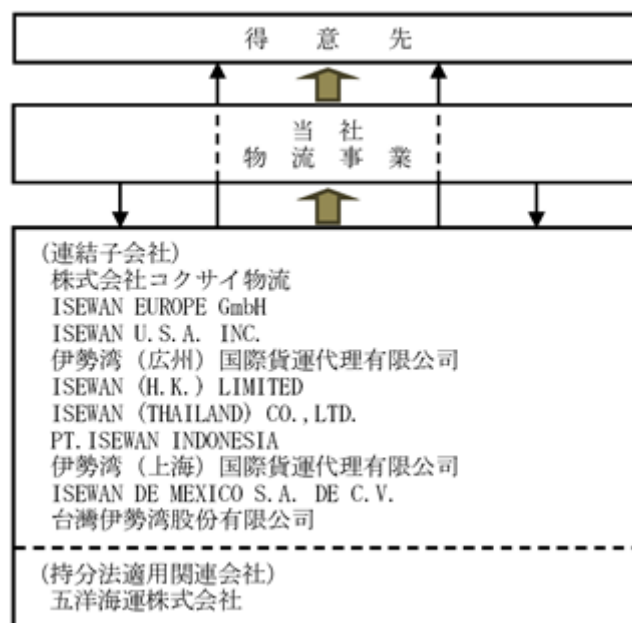 得意先
当社
物流事業
(連結子会社)
株式会社コクサイ物流
ISEWAN EUROPE GmbH
ISEWAN U.S.A. INC.
伊勢湾（広州）国際貨運代理有限公司
ISEWAN (H.K.) LIMITED
ISEWAN (THAILAND) CO.,LTD.
PT.ISEWAN INDONESIA
伊勢湾（上海）国際貨運代理有限公司
ISEWAN DE MEXICO S.A. DE C.V.
台灣伊勢湾股份有限公司
(持分法適用関連会社)
五洋海運株式会社